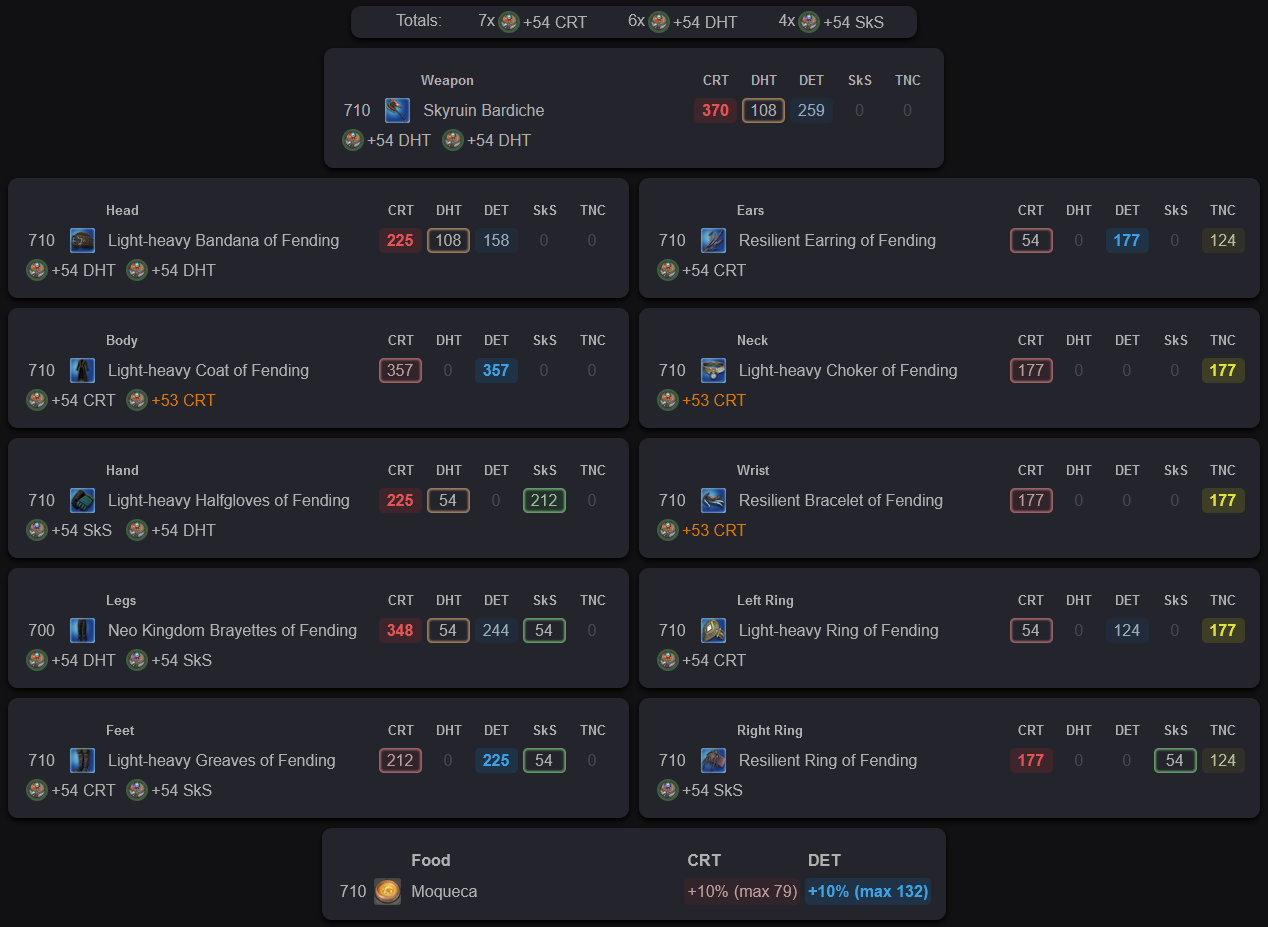 Totals: 7x +54 CRT 6x +54 DHT 4x +54 SkS
Weapon CRT DHT DET SkS TNC
710 Skyruin Bardiche 370 108 259 0 0
+54 DHT +54 DHT
Head CRT DHT DET SkS TNC
710 Light-heavy Bandana of Fending 225 108 158 0 0
+54 DHT +54 DHT
Ears CRT DHT DET SkS TNC
710 Resilient Earring of Fending 54 0 177 0 124
+54 CRT
Body CRT DHT DET SkS TNC
710 Light-heavy Coat of Fending 357 0 357 0 0
+54 CRT +53 CRT
Neck CRT DHT DET SkS TNC
710 Light-heavy Choker of Fending 177 0 0 0 177
+53 CRT
Hand CRT DHT DET SkS TNC
710 Light-heavy Halfgloves of Fending 225 54 0 212 0
+54 SkS +54 DHT
Wrist CRT DHT DET SkS TNC
710 Resilient Bracelet of Fending 177 0 0 0 177
+53 CRT
Legs CRT DHT DET SkS TNC
700 Neo Kingdom Brayettes of Fending 348 54 244 54 0
+54 DHT +54 SkS
Left Ring CRT DHT DET SkS TNC
710 Light-heavy Ring of Fending 54 0 124 0 177
+54 CRT
Feet CRT DHT DET SkS TNC
710 Light-heavy Greaves of Fending 212 0 225 54 0
+54 CRT +54 SkS
Right Ring CRT DHT DET SkS TNC
710 Resilient Ring of Fending 177 0 0 54 124
+54 SkS
Food CRT DET
710 Moqueca +10% (max 79) +10% (max 132)